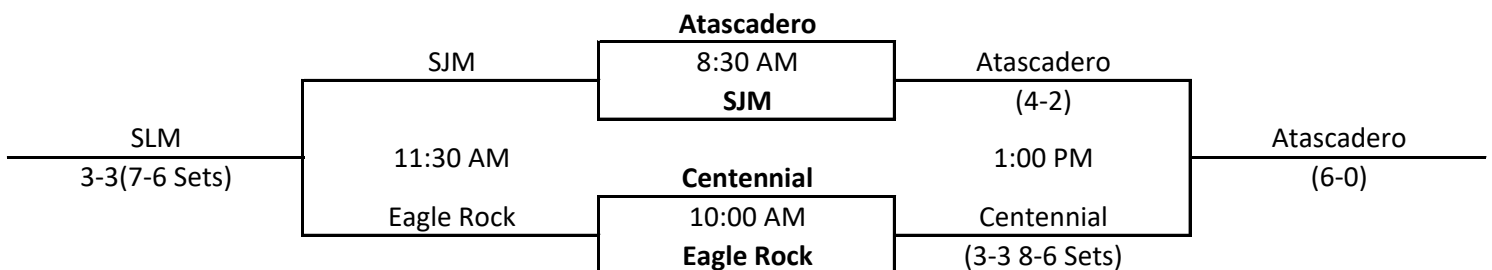 Atascadero
SJM 8:30 AM Atascadero
SJM (4-2)
SLM 11:30 AM 1:00 PM Atascadero
3-3(7-6 Sets) Centennial (6-0)
Eagle Rock 10:00 AM Centennial
Eagle Rock (3-3 8-6 Sets)